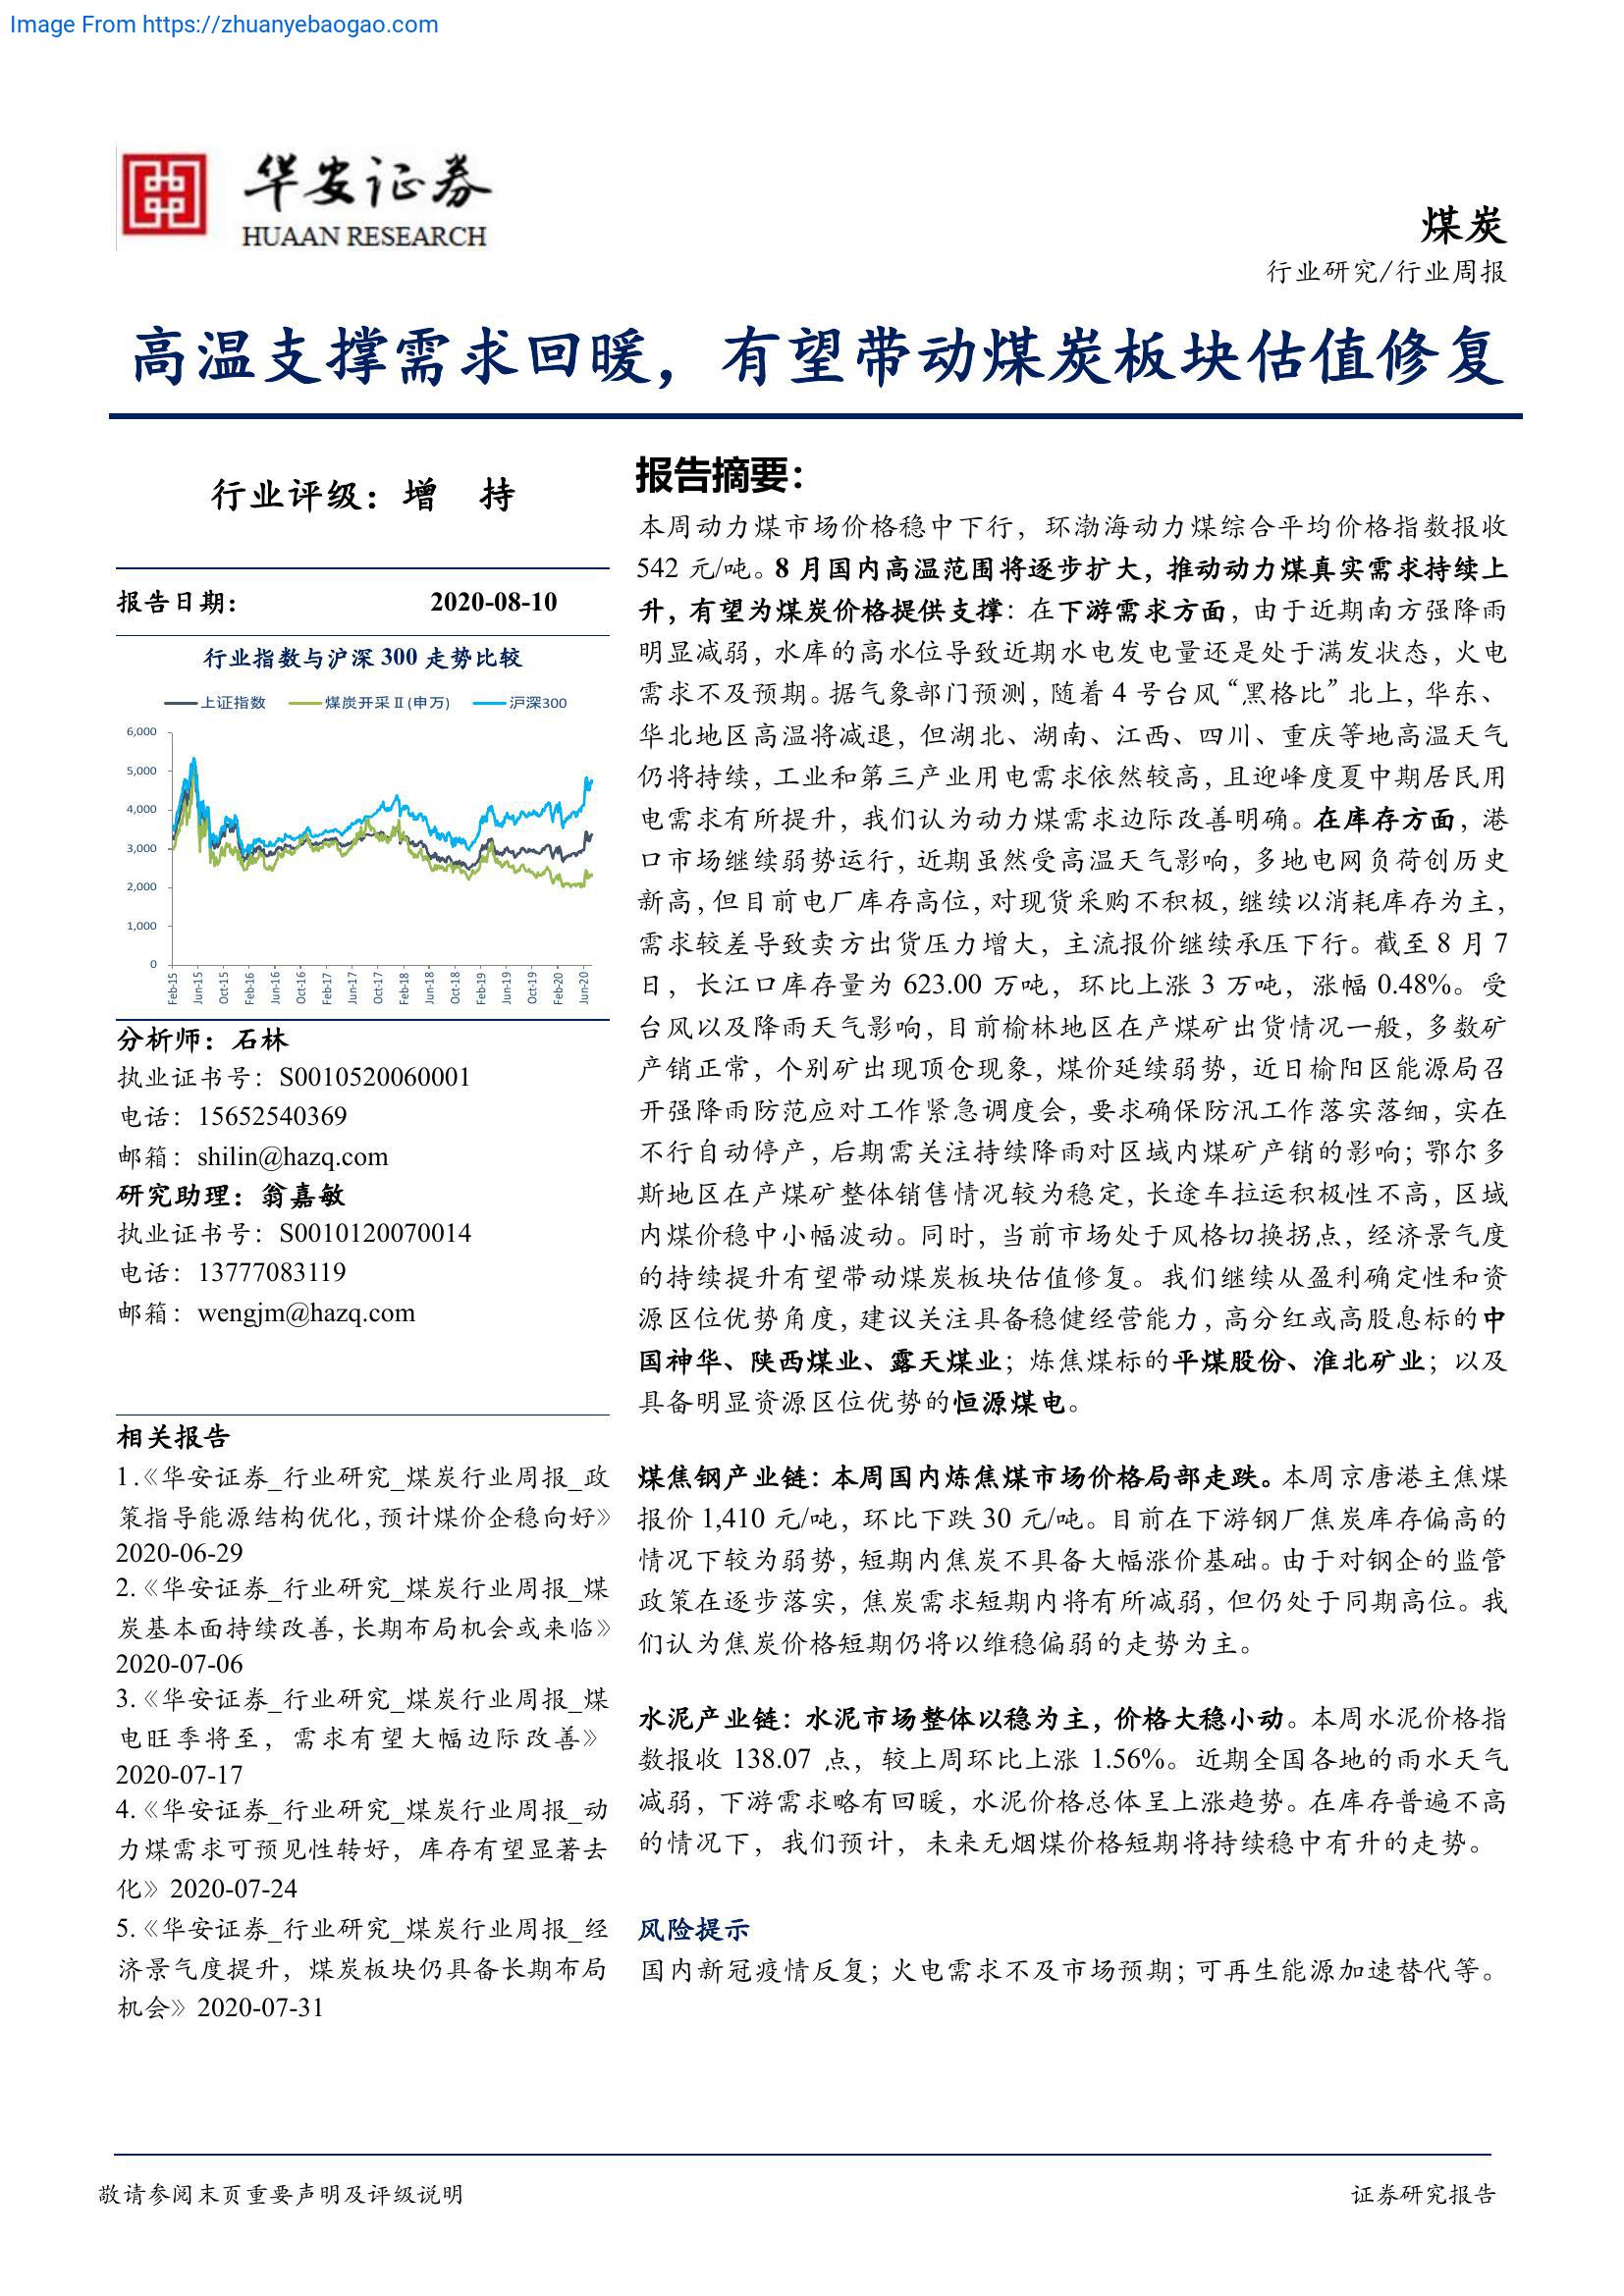 Image From https://zhuanyebaogao.com
华安证券
HUAAN RESEARCH
煤炭
行业研究/行业周报
高温支撑需求回暖，有望带动煤炭板块估值修复
行业评级：增 持
报告日期： 2020-08-10
行业指数与沪深 300 走势比较
上证指数 煤炭开采Ⅱ(申万) 沪深300
6,000
5,000
4,000
3,000
2,000
1,000
0
Feb-15 Jun-15 Oct-15 Feb-16 Jun-16 Oct-16 Feb-17 Jun-17 Oct-17 Feb-18 Jun-18 Oct-18 Feb-19 Jun-19 Oct-19 Feb-20 Jun-20
分析师：石林
执业证书号：S0010520060001
电话：15652540369
邮箱：shilin@hazq.com
研究助理：翁嘉敏
执业证书号：S0010120070014
电话：13777083119
邮箱：wengjm@hazq.com
相关报告
1.《华安证券_行业研究_煤炭行业周报_政
策指导能源结构优化，预计煤价企稳向好》
2020-06-29
2.《华安证券_行业研究_煤炭行业周报_煤
炭基本面持续改善，长期布局机会或来临》
2020-07-06
3.《华安证券_行业研究_煤炭行业周报_煤
电旺季将至，需求有望大幅边际改善》
2020-07-17
4.《华安证券_行业研究_煤炭行业周报_动
力煤需求可预见性转好，库存有望显著去
化》2020-07-24
5.《华安证券_行业研究_煤炭行业周报_经
济景气度提升，煤炭板块仍具备长期布局
机会》2020-07-31
报告摘要：
本周动力煤市场价格稳中下行，环渤海动力煤综合平均价格指数报收
542 元/吨。8 月国内高温范围将逐步扩大，推动动力煤真实需求持续上
升，有望为煤炭价格提供支撑：在下游需求方面，由于近期南方强降雨
明显减弱，水库的高水位导致近期水电发电量还是处于满发状态，火电
需求不及预期。据气象部门预测，随着 4 号台风“黑格比”北上，华东、
华北地区高温将减退，但湖北、湖南、江西、四川、重庆等地高温天气
仍将持续，工业和第三产业用电需求依然较高，且迎峰度夏中期居民用
电需求有所提升，我们认为动力煤需求边际改善明确。在库存方面，港
口市场继续弱势运行，近期虽然受高温天气影响，多地电网负荷创历史
新高，但目前电厂库存高位，对现货采购不积极，继续以消耗库存为主，
需求较差导致卖方出货压力增大，主流报价继续承压下行。截至 8 月 7
日，长江口库存量为 623.00 万吨，环比上涨 3 万吨，涨幅 0.48%。受
台风以及降雨天气影响，目前榆林地区在产煤矿出货情况一般，多数矿
产销正常，个别矿出现顶仓现象，煤价延续弱势，近日榆阳区能源局召
开强降雨防范应对工作紧急调度会，要求确保防汛工作落实落细，实在
不行自动停产，后期需关注持续降雨对区域内煤矿产销的影响；鄂尔多
斯地区在产煤矿整体销售情况较为稳定，长途车拉运积极性不高，区域
内煤价稳中小幅波动。同时，当前市场处于风格切换拐点，经济景气度
的持续提升有望带动煤炭板块估值修复。我们继续从盈利确定性和资
源区位优势角度，建议关注具备稳健经营能力，高分红或高股息标的中
国神华、陕西煤业、露天煤业；炼焦煤标的平煤股份、淮北矿业；以及
具备明显资源区位优势的恒源煤电。
煤焦钢产业链：本周国内炼焦煤市场价格局部走跌。本周京唐港主焦煤
报价 1,410 元/吨，环比下跌 30 元/吨。目前在下游钢厂焦炭库存偏高的
情况下较为弱势，短期内焦炭不具备大幅涨价基础。由于对钢企的监管
政策在逐步落实，焦炭需求短期内将有所减弱，但仍处于同期高位。我
们认为焦炭价格短期仍将以维稳偏弱的走势为主。
水泥产业链：水泥市场整体以稳为主，价格大稳小动。本周水泥价格指
数报收 138.07 点，较上周环比上涨 1.56%。近期全国各地的雨水天气
减弱，下游需求略有回暖，水泥价格总体呈上涨趋势。在库存普遍不高
的情况下，我们预计，未来无烟煤价格短期将持续稳中有升的走势。
风险提示
国内新冠疫情反复；火电需求不及市场预期；可再生能源加速替代等。
敬请参阅末页重要声明及评级说明
证券研究报告